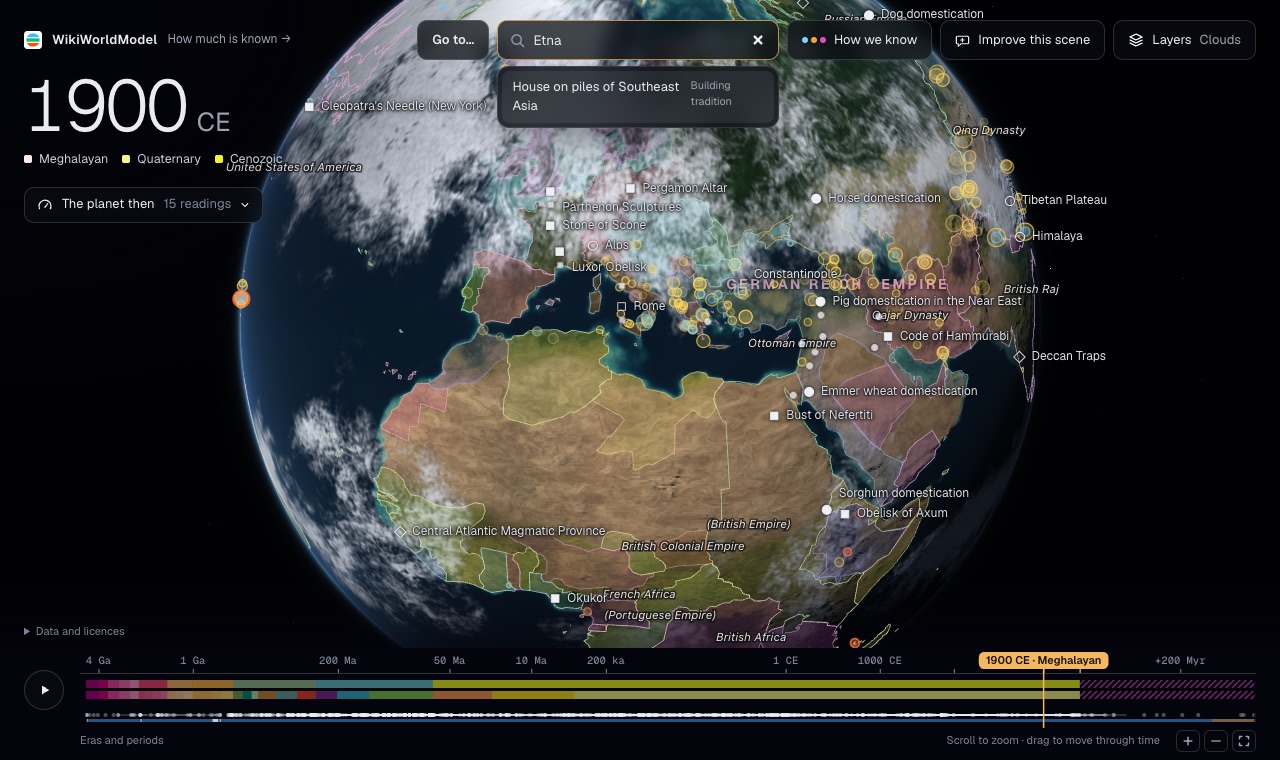 WikiWorldModel
How much is known →
Go to...
Etna
How we know
Improve this scene
Layers Clouds
House on piles of Southeast Asia
Building tradition
1900 CE
Meghalayan
Quaternary
Cenozoic
The planet then 15 readings
Dog domestication
Cleopatra's Needle (New York)
United States of America
Qing Dynasty
Pergamon Altar
Horse domestication
Tibetan Plateau
Parthenon Sculptures
Stone of Scone
Himalaya
Alps
Luxor Obelisk
Constantinople
GERMAN REICH - EMPIRE
British Raj
Rome
Pig domestication in the Near East
Qajar Dynasty
Ottoman Empire
Code of Hammurabi
Deccan Traps
Emmer wheat domestication
Bust of Nefertiti
Sorghum domestication
Obelisk of Axum
(British Empire)
Central Atlantic Magmatic Province
British Colonial Empire
Okukor
French Africa
(Portuguese Empire)
British Africa
Data and licences
4 Ga
1 Ga
200 Ma
50 Ma
10 Ma
200 ka
1 CE
1000 CE
1900 CE · Meghalayan
+200 Myr
Eras and periods
Scroll to zoom · drag to move through time